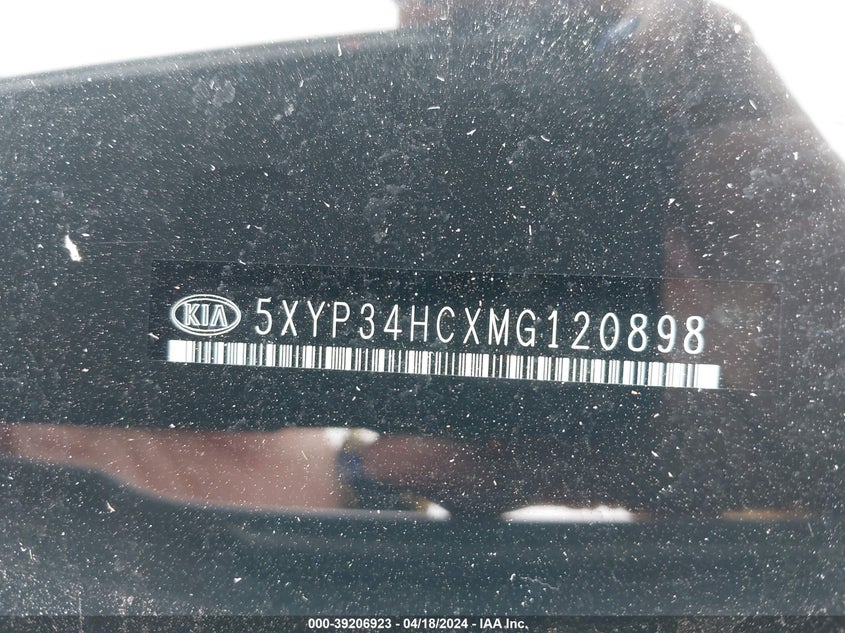 KIA 5XYP34HCXMG120898
000-39206923 - 04/18/2024 - IAA Inc.